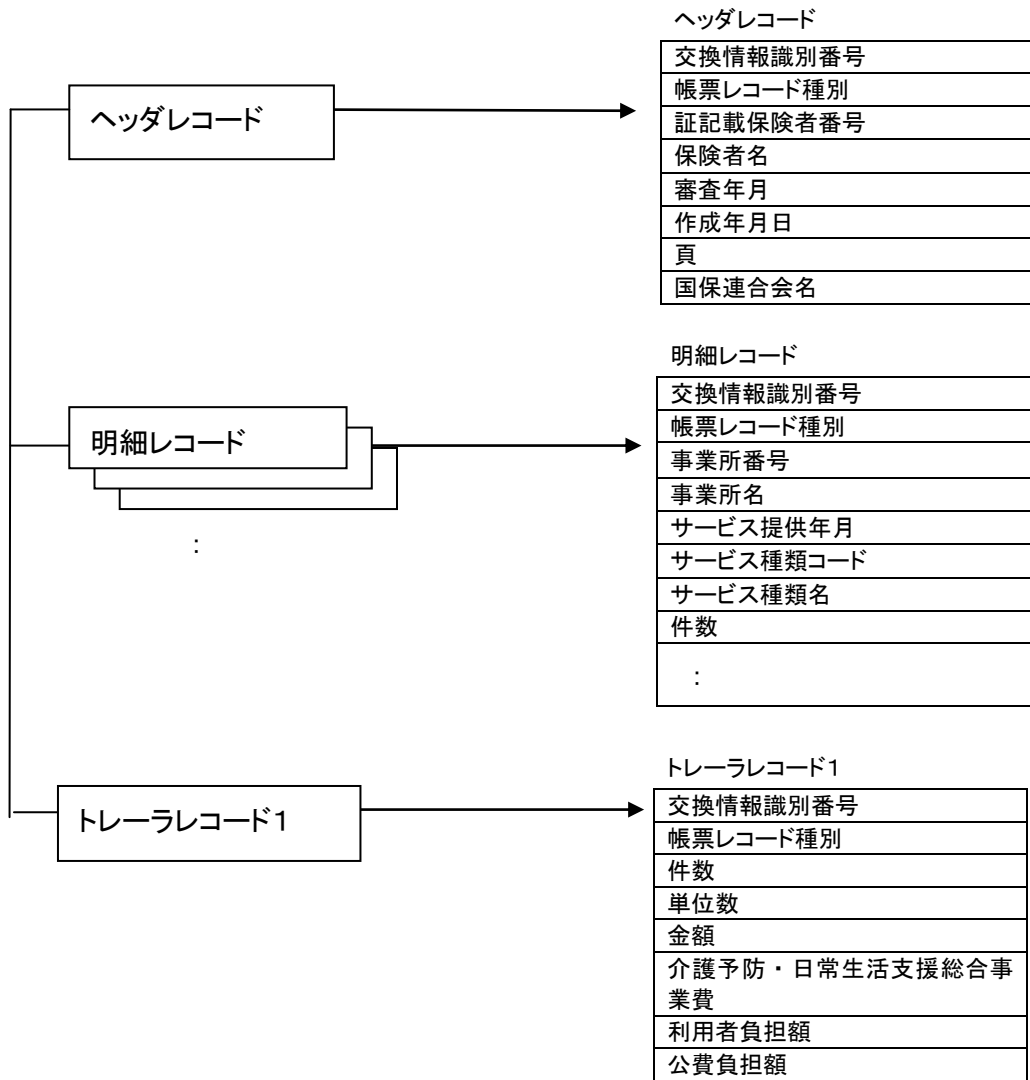 ヘッダレコード
ヘッダレコード
交換情報識別番号
帳票レコード種別
証記載保険者番号
保険者名
審査年月
作成年月日
頁
国保連合会名
明細レコード
:
明細レコード
交換情報識別番号
帳票レコード種別
事業所番号
事業所名
サービス提供年月
サービス種類コード
サービス種類名
件数
:
トレーラレコード1
トレーラレコード1
交換情報識別番号
帳票レコード種別
件数
単位数
金額
介護予防・日常生活支援総合事
業費
利用者負担額
公費負担額